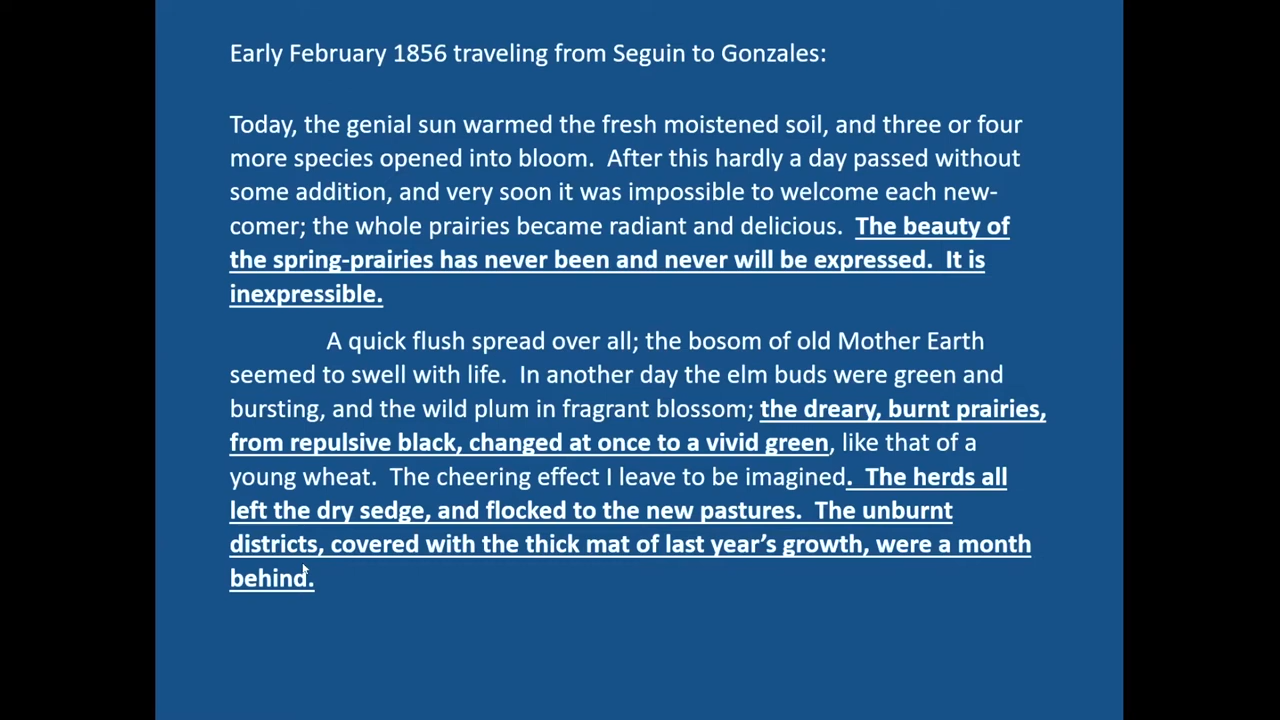 Early February 1856 traveling from Seguin to Gonzales:
Today, the genial sun warmed the fresh moistened soil, and three or four
more species opened into bloom.  After this hardly a day passed without
some addition, and very soon it was impossible to welcome each new-
comer; the whole prairies became radiant and delicious.  The beauty of
the spring-prairies has never been and never will be expressed.  It is
inexpressible.
A quick flush spread over all; the bosom of old Mother Earth
seemed to swell with life.  In another day the elm buds were green and
bursting, and the wild plum in fragrant blossom; the dreary, burnt prairies,
from repulsive black, changed at once to a vivid green, like that of a
young wheat.  The cheering effect I leave to be imagined.  The herds all
left the dry sedge, and flocked to the new pastures.  The unburnt
districts, covered with the thick mat of last year’s growth, were a month
behind.